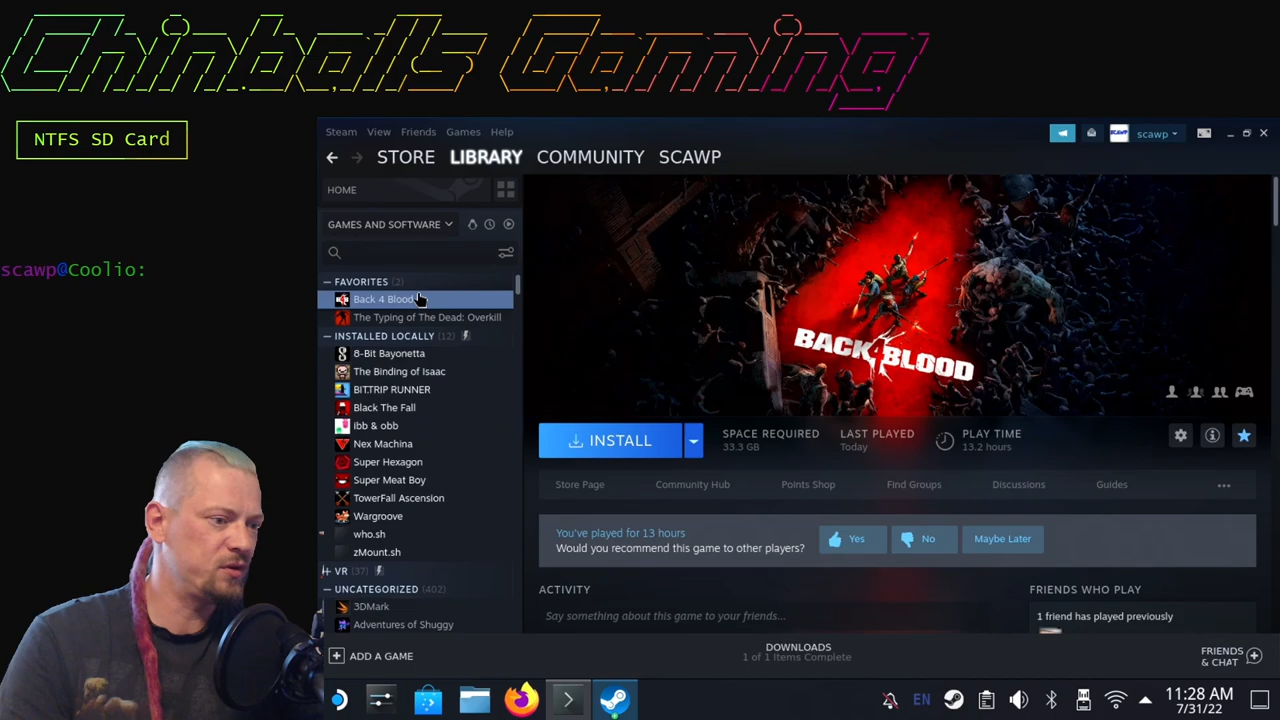 Chinballs Gaming
NTFS SD Card
scawp@Coolio:
Steam View Friends Games Help
scawp
STORE LIBRARY COMMUNITY SCAWP
HOME
GAMES AND SOFTWARE
FAVORITES (2)
Back 4 Blood
The Typing of The Dead: Overkill
INSTALLED LOCALLY (12)
8-Bit Bayonetta
The Binding of Isaac
BIT.TRIP RUNNER
Black The Fall
ibb & obb
Nex Machina
Super Hexagon
Super Meat Boy
TowerFall Ascension
Wargroove
who.sh
zMount.sh
VR (37)
UNCATEGORIZED (402)
3DMark
Adventures of Shuggy
ADD A GAME
BACK 4 BLOOD
INSTALL
SPACE REQUIRED
33.3 GB
LAST PLAYED
Today
PLAY TIME
13.2 hours
Store Page Community Hub Points Shop Find Groups Discussions Guides
You've played for 13 hours
Would you recommend this game to other players?
Yes No Maybe Later
ACTIVITY
Say something about this game to your friends...
FRIENDS WHO PLAY
1 friend has played previously
DOWNLOADS
1 of 1 Items Complete
FRIENDS
& CHAT
EN
11:28 AM
7/31/22